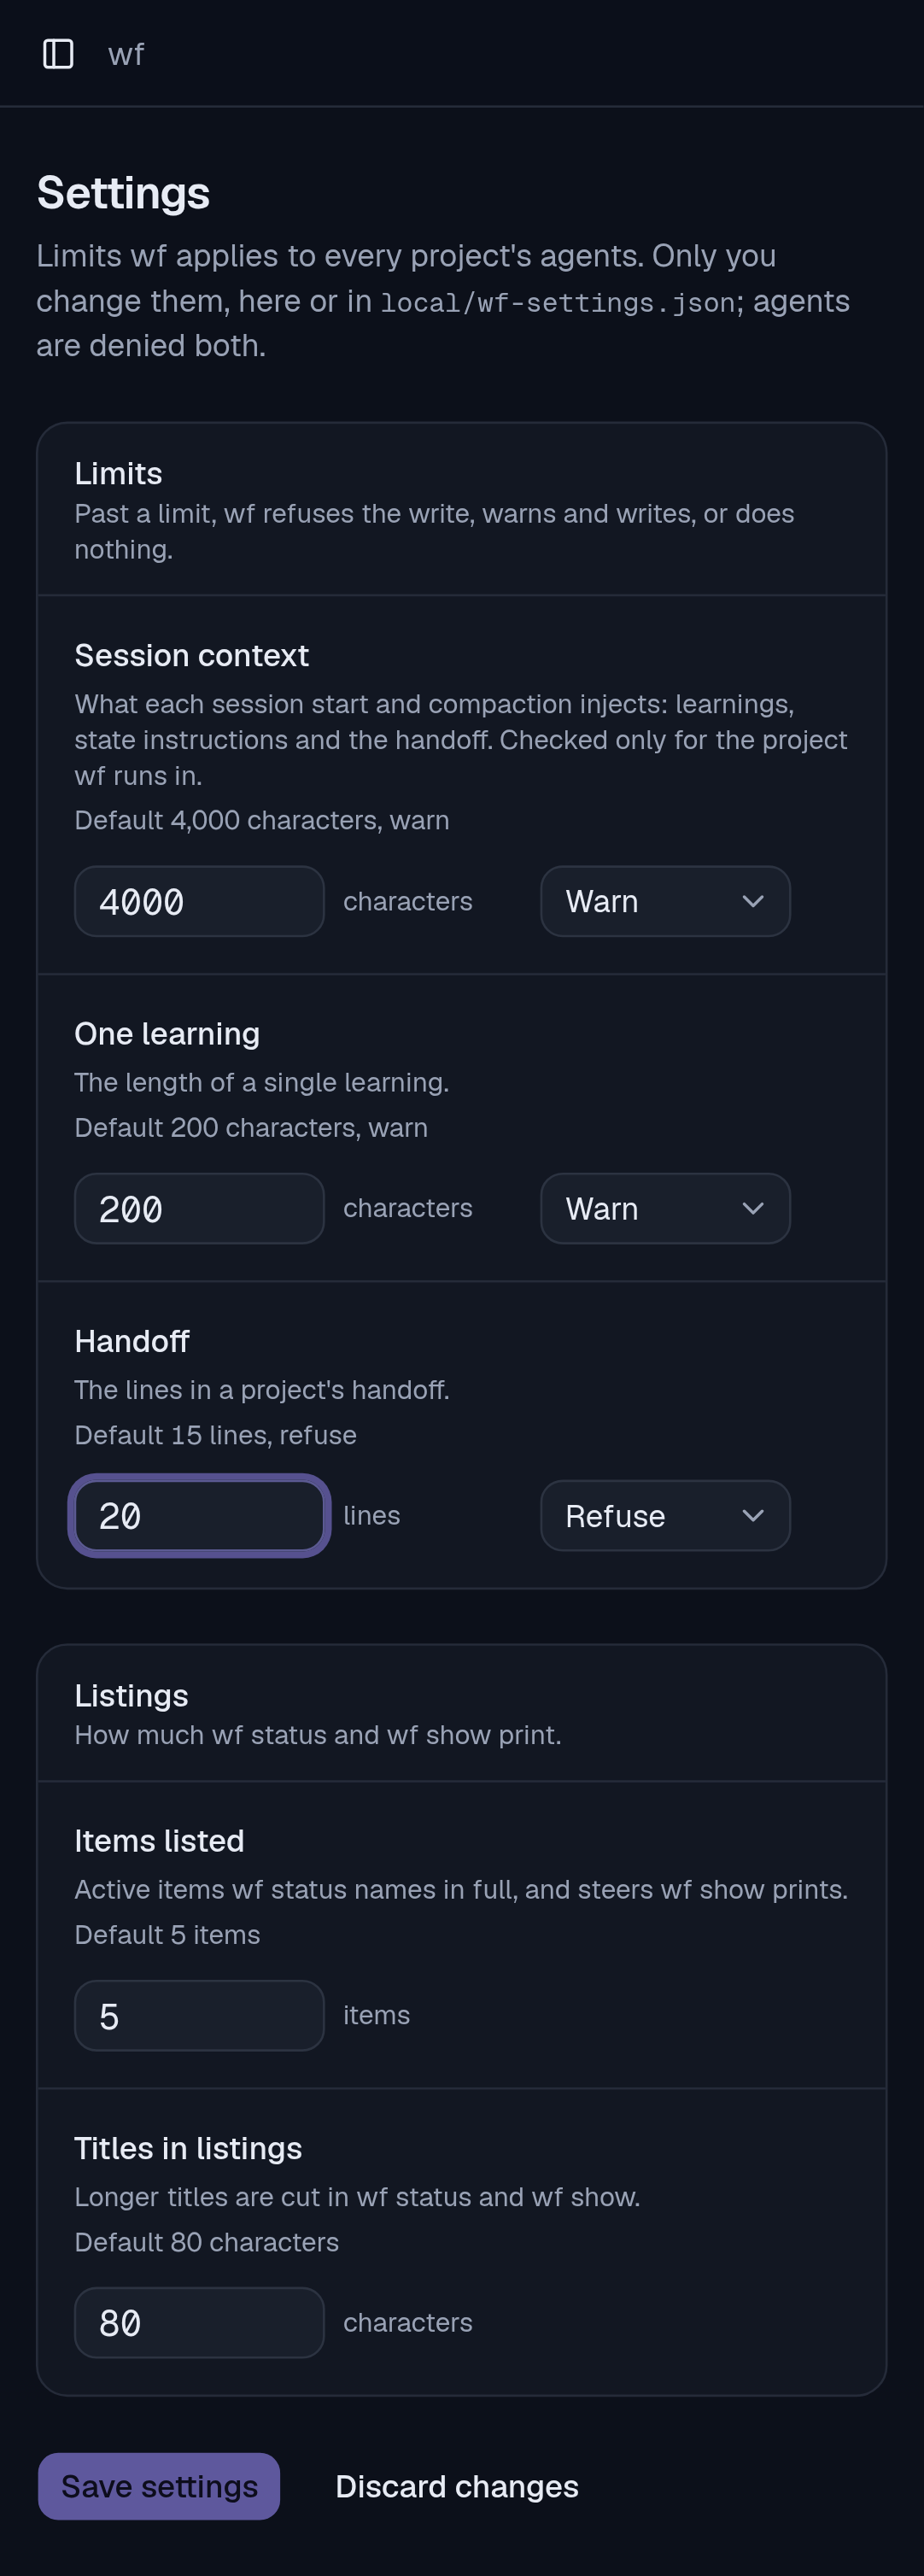 wf
Settings
Limits wf applies to every project's agents. Only you
change them, here or in local/wf-settings.json; agents
are denied both.
Limits
Past a limit, wf refuses the write, warns and writes, or does
nothing.
Session context
What each session start and compaction injects: learnings,
state instructions and the handoff. Checked only for the project
wf runs in.
Default 4,000 characters, warn
4000 characters Warn
One learning
The length of a single learning.
Default 200 characters, warn
200 characters Warn
Handoff
The lines in a project's handoff.
Default 15 lines, refuse
20 lines Refuse
Listings
How much wf status and wf show print.
Items listed
Active items wf status names in full, and steers wf show prints.
Default 5 items
5 items
Titles in listings
Longer titles are cut in wf status and wf show.
Default 80 characters
80 characters
Save settings Discard changes